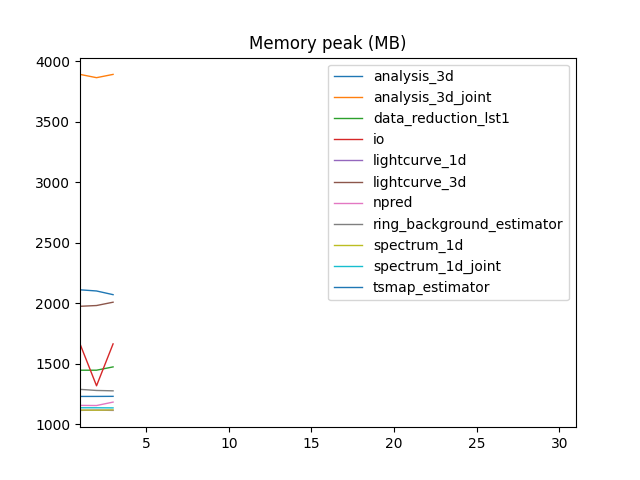 Memory peak (MB)
4000
3500
3000
2500
2000
1500
1000
analysis_3d
analysis_3d_joint
data_reduction_lst1
io
lightcurve_1d
lightcurve_3d
npred
ring_background_estimator
spectrum_1d
spectrum_1d_joint
tsmap_estimator
5 10 15 20 25 30